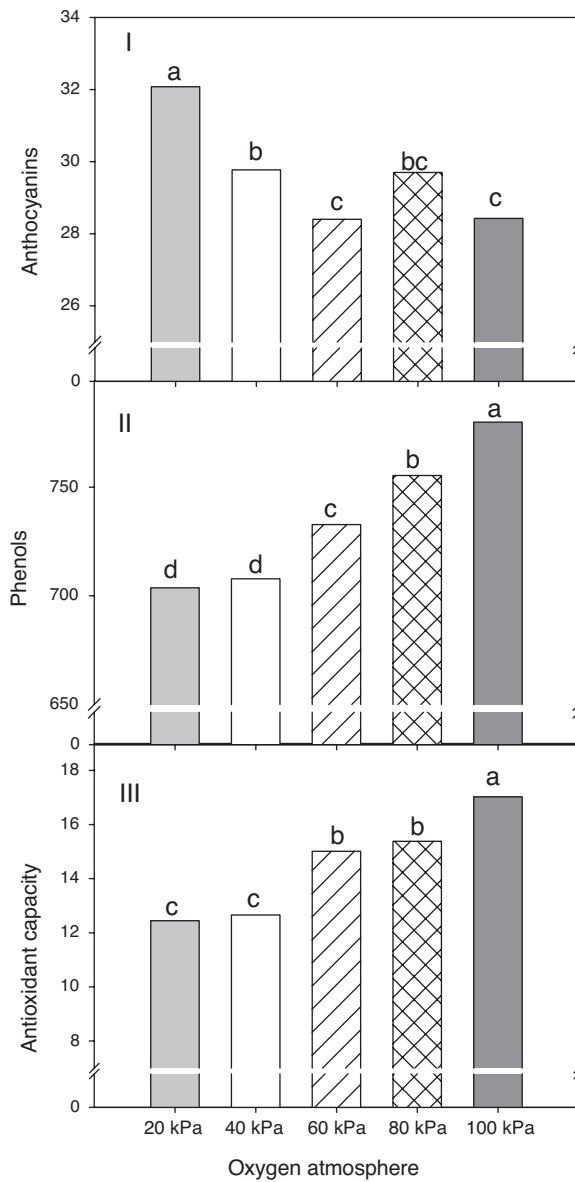 34
I
a
32
b
bc
30
c
c
28
26
0
Anthocyanins
II
a
b
750
c
d
d
700
650
0
Phenols
18
III
a
16
b
b
14
c
c
12
10
8
0
Antioxidant capacity
20 kPa 40 kPa 60 kPa 80 kPa 100 kPa
Oxygen atmosphere